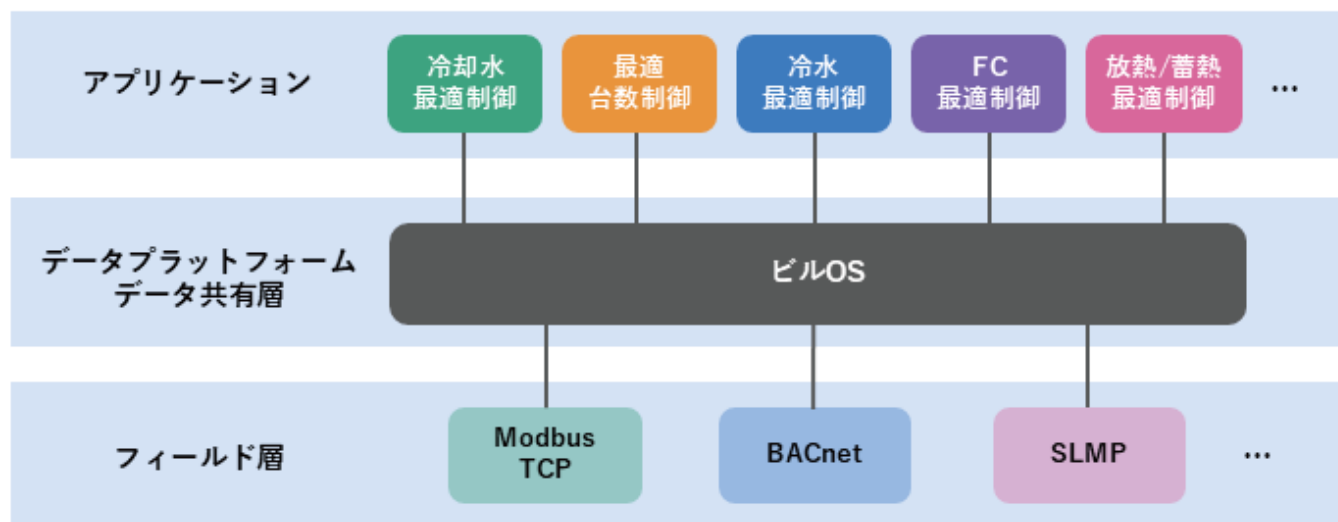 アプリケーション
冷却水
最適制御
最適
台数制御
冷水
最適制御
FC
最適制御
放熱/蓄熱
最適制御
…
データプラットフォーム
データ共有層
ビルOS
フィールド層
Modbus
TCP
BACnet
SLMP
…